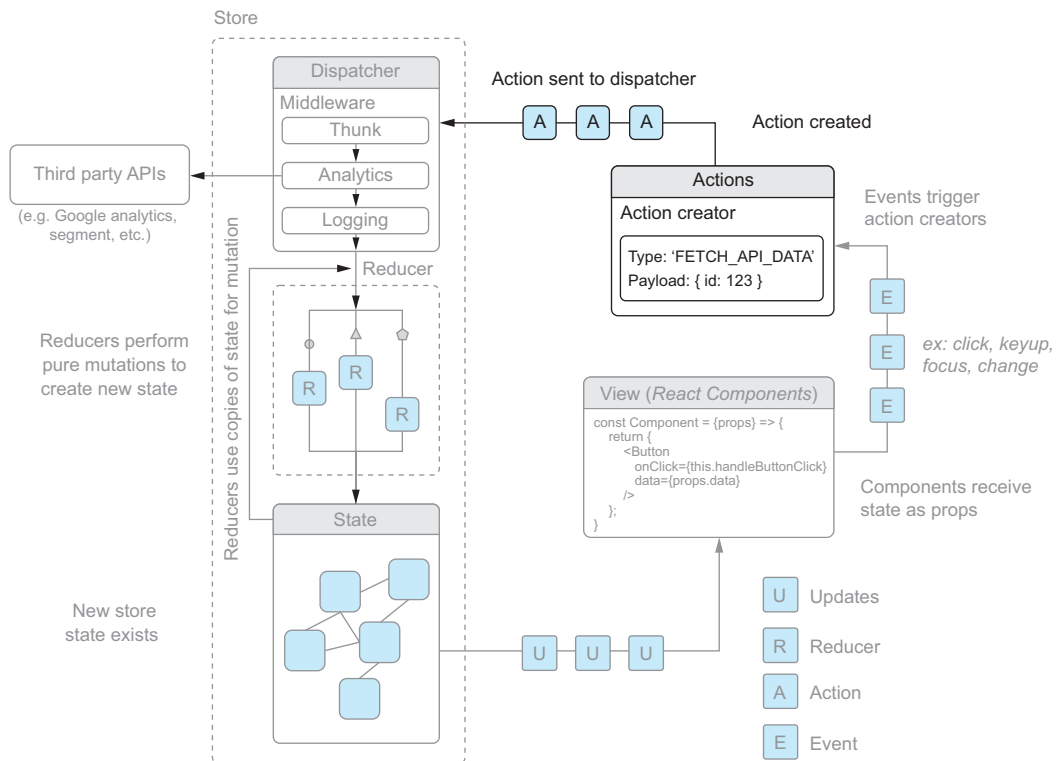 Store
Dispatcher
Middleware
Thunk
Analytics
Logging
Third party APIs
(e.g. Google analytics,
segment, etc.)
Action sent to dispatcher
A A A
Action created
Actions
Action creator
Type: ‘FETCH_API_DATA’
Payload: { id: 123 }
Events trigger
action creators
E
E
E
ex: click, keyup,
focus, change
Reducers use copies of state for mutation
Reducer
R
R
R
Reducers perform
pure mutations to
create new state
View (React Components)
const Component = {props} => {
return {
<Button
onClick={this.handleButtonClick}
data={props.data}
/>
};
}
Components receive
state as props
State
New store
state exists
U U U
U Updates
R Reducer
A Action
E Event